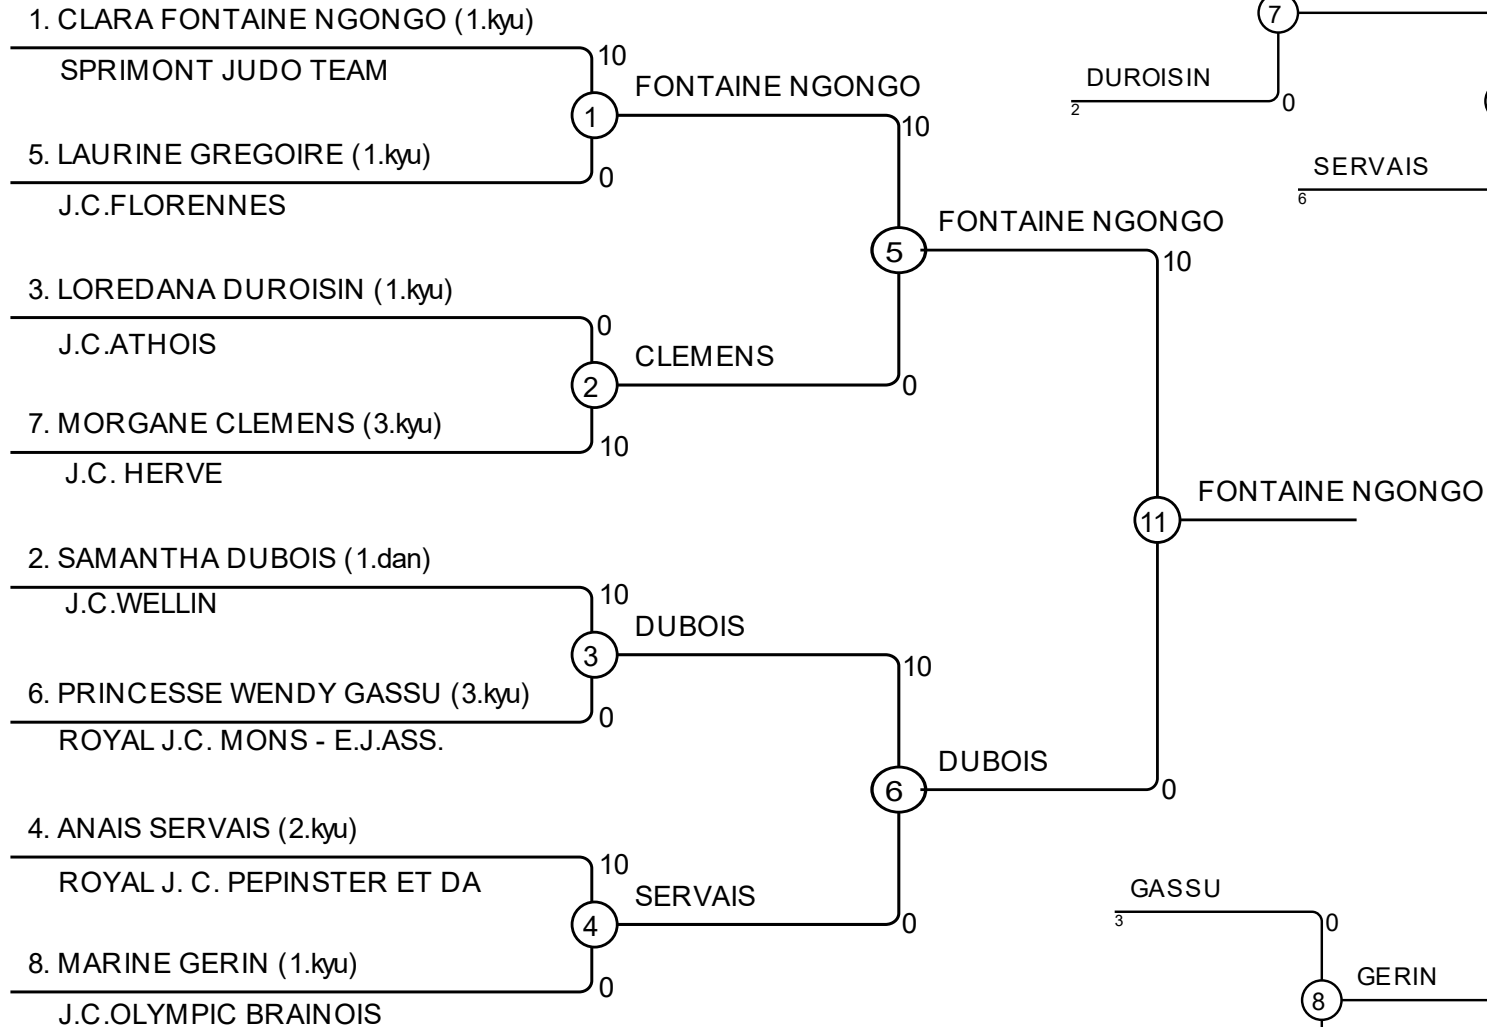 1. CLARA FONTAINE NGONGO (1.kyu)
10
SPRIMONT JUDO TEAM
1
FONTAINE NGONGO
10
5. LAURINE GREGOIRE (1.kyu)
0
J.C.FLORENNES
5
FONTAINE NGONGO
10
3. LOREDANA DUROISIN (1.kyu)
0
J.C.ATHOIS
2
CLEMENS
0
7. MORGANE CLEMENS (3.kyu)
10
J.C. HERVE
11
FONTAINE NGONGO
2. SAMANTHA DUBOIS (1.dan)
10
J.C.WELLIN
3
DUBOIS
10
6. PRINCESSE WENDY GASSU (3.kyu)
0
ROYAL J.C. MONS - E.J.ASS.
6
DUBOIS
0
4. ANAIS SERVAIS (2.kyu)
10
ROYAL J. C. PEPINSTER ET DA
4
SERVAIS
0
8. MARINE GERIN (1.kyu)
0
J.C.OLYMPIC BRAINOIS
7
DUROISIN
2
0
SERVAIS
6
GASSU
3
0
8
GERIN